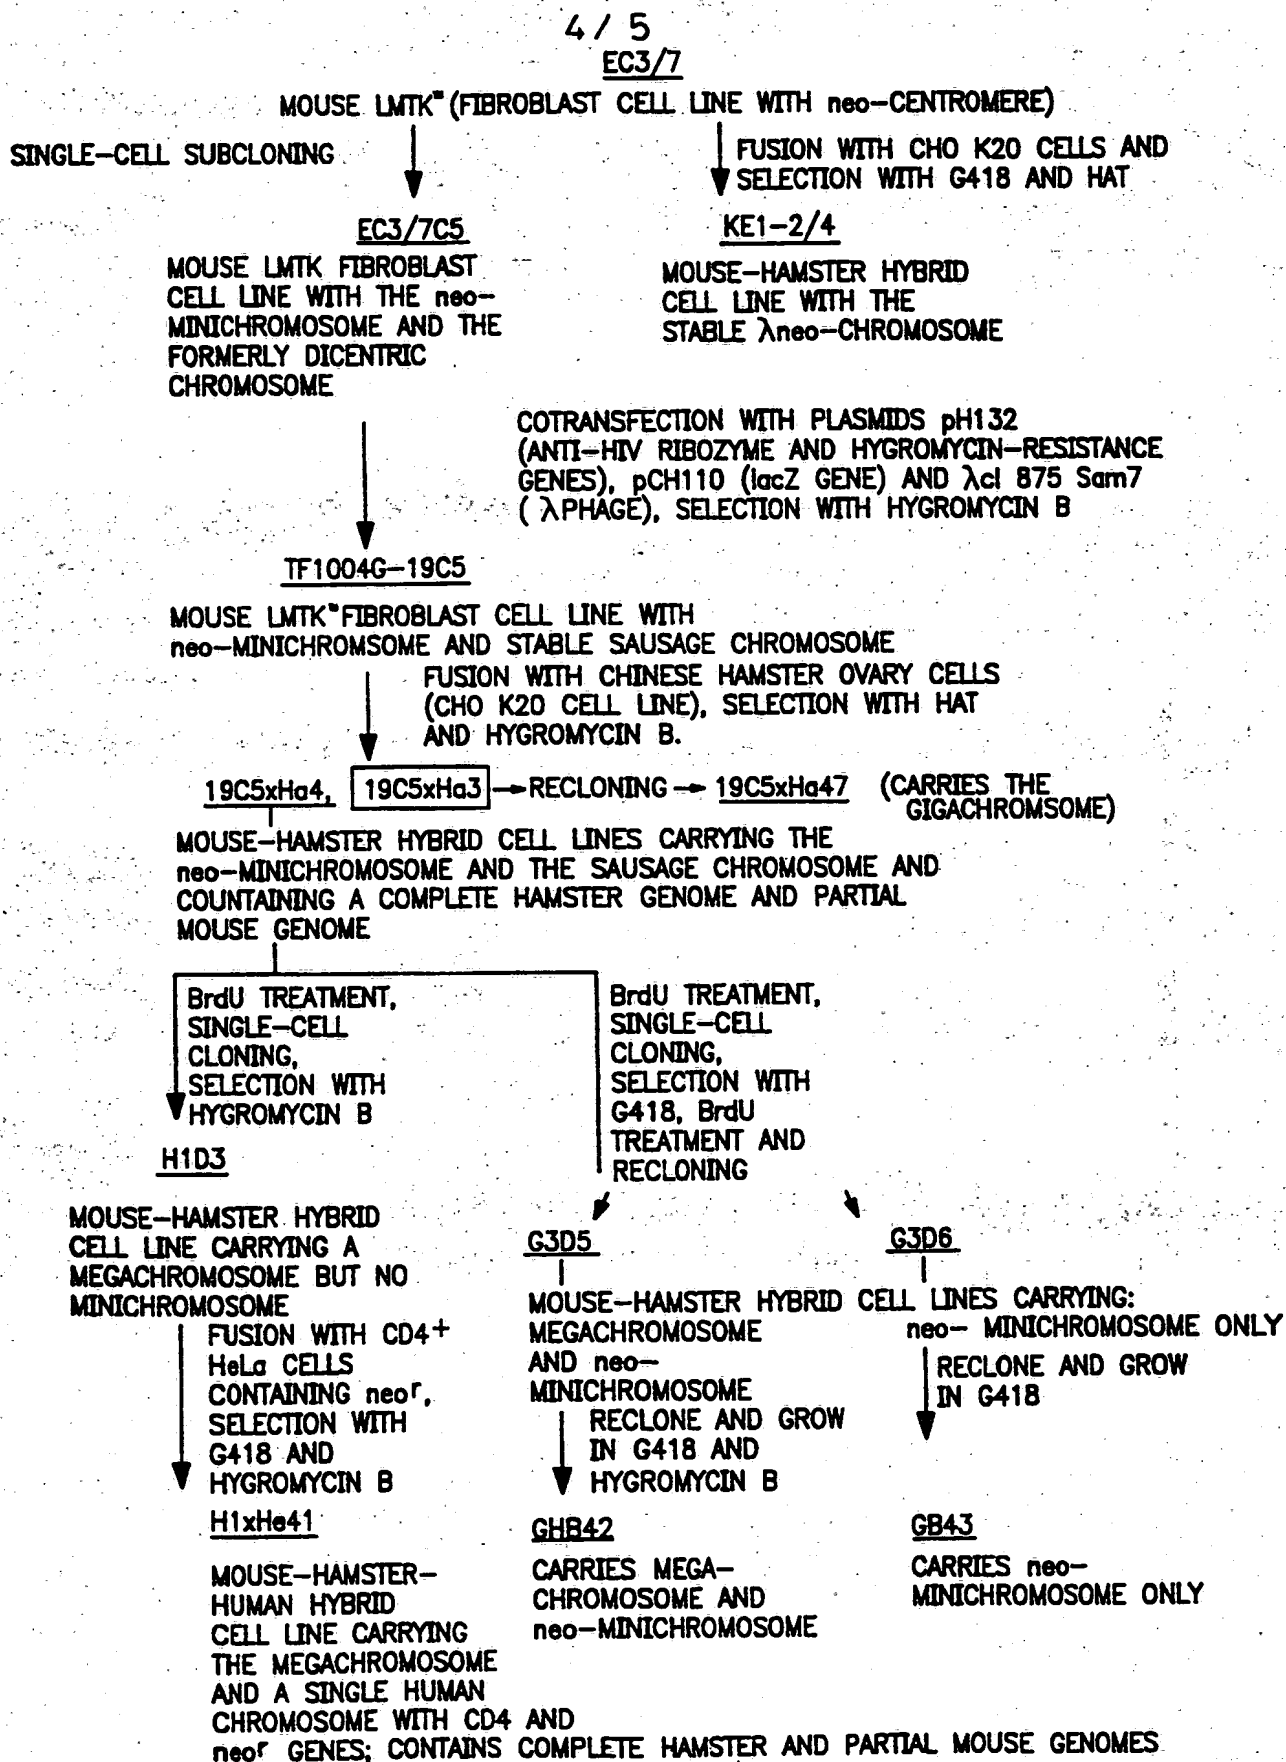 4/5
EC3/7
MOUSE LMTK⁻ (FIBROBLAST CELL LINE WITH neo-CENTROMERE)
SINGLE-CELL SUBCLONING
FUSION WITH CHO K20 CELLS AND
SELECTION WITH G418 AND HAT
EC3/7C5
MOUSE LMTK FIBROBLAST
CELL LINE WITH THE neo-
MINICHROMOSOME AND THE
FORMERLY DICENTRIC
CHROMOSOME
KE1-2/4
MOUSE-HAMSTER HYBRID
CELL LINE WITH THE
STABLE λneo-CHROMOSOME
COTRANSFECTION WITH PLASMIDS pH132
(ANTI-HIV RIBOZYME AND HYGROMYCIN-RESISTANCE
GENES), pCH110 (lacZ GENE) AND λcI 875 Sam7
( λPHAGE), SELECTION WITH HYGROMYCIN B
TF1004G-19C5
MOUSE LMTK⁻FIBROBLAST CELL LINE WITH
neo-MINICHROMSOME AND STABLE SAUSAGE CHROMOSOME
FUSION WITH CHINESE HAMSTER OVARY CELLS
(CHO K20 CELL LINE), SELECTION WITH HAT
AND HYGROMYCIN B.
19C5xHa4, 19C5xHa3 → RECLONING → 19C5xHa47 (CARRIES THE
GIGACHROMSOME)
MOUSE-HAMSTER HYBRID CELL LINES CARRYING THE
neo-MINICHROMOSOME AND THE SAUSAGE CHROMOSOME AND
COUNTAINING A COMPLETE HAMSTER GENOME AND PARTIAL
MOUSE GENOME
BrdU TREATMENT,
SINGLE-CELL
CLONING,
SELECTION WITH
HYGROMYCIN B
BrdU TREATMENT,
SINGLE-CELL
CLONING,
SELECTION WITH
G418, BrdU
TREATMENT AND
RECLONING
H1D3
MOUSE-HAMSTER HYBRID
CELL LINE CARRYING A
MEGACHROMOSOME BUT NO
MINICHROMOSOME
FUSION WITH CD4+
HeLa CELLS
CONTAINING neoʳ,
SELECTION WITH
G418 AND
HYGROMYCIN B
H1xHe41
MOUSE-HAMSTER-
HUMAN HYBRID
CELL LINE CARRYING
THE MEGACHROMOSOME
AND A SINGLE HUMAN
CHROMOSOME WITH CD4 AND
neoʳ GENES; CONTAINS COMPLETE HAMSTER AND PARTIAL MOUSE GENOMES
G3D5
G3D6
MOUSE-HAMSTER HYBRID CELL LINES CARRYING:
MEGACHROMOSOME
AND neo-
MINICHROMOSOME
neo- MINICHROMOSOME ONLY
RECLONE AND GROW
IN G418 AND
HYGROMYCIN B
RECLONE AND GROW
IN G418
GHB42
CARRIES MEGA-
CHROMOSOME AND
neo-MINICHROMOSOME
GB43
CARRIES neo-
MINICHROMOSOME ONLY